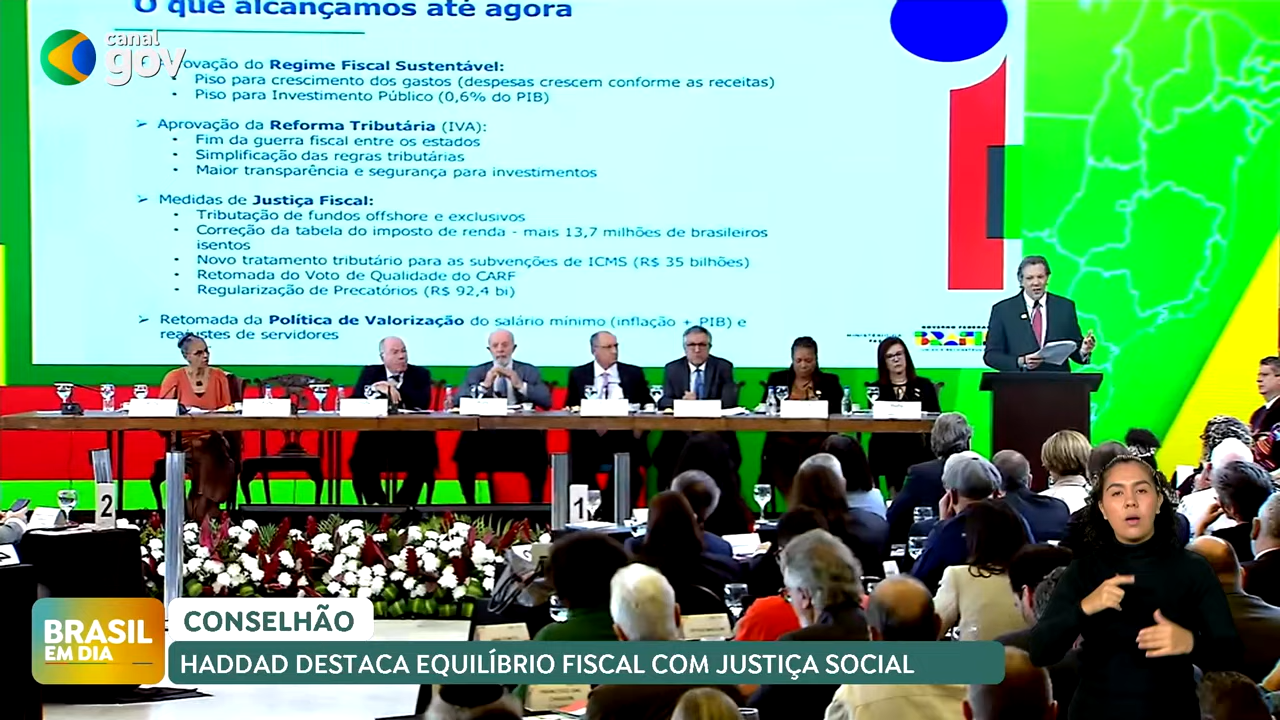 O que alcançamos até agora
canal
gov
Aprovação do Regime Fiscal Sustentável:
• Piso para crescimento dos gastos (despesas crescem conforme as receitas)
• Piso para Investimento Público (0,6% do PIB)
➢ Aprovação da Reforma Tributária (IVA):
• Fim da guerra fiscal entre os estados
• Simplificação das regras tributárias
• Maior transparência e segurança para investimentos
➢ Medidas de Justiça Fiscal:
• Tributação de fundos offshore e exclusivos
• Correção da tabela do imposto de renda - mais 13,7 milhões de brasileiros
isentos
• Novo tratamento tributário para as subvenções de ICMS (R$ 35 bilhões)
• Retomada do Voto de Qualidade do CARF
• Regularização de Precatórios (R$ 92,4 bi)
➢ Retomada da Política de Valorização do salário mínimo (inflação + PIB) e
reajustes de servidores
GOVERNO FEDERAL
BRASIL
2
1
BRASIL
EM DIA
CONSELHÃO
HADDAD DESTACA EQUILÍBRIO FISCAL COM JUSTIÇA SOCIAL